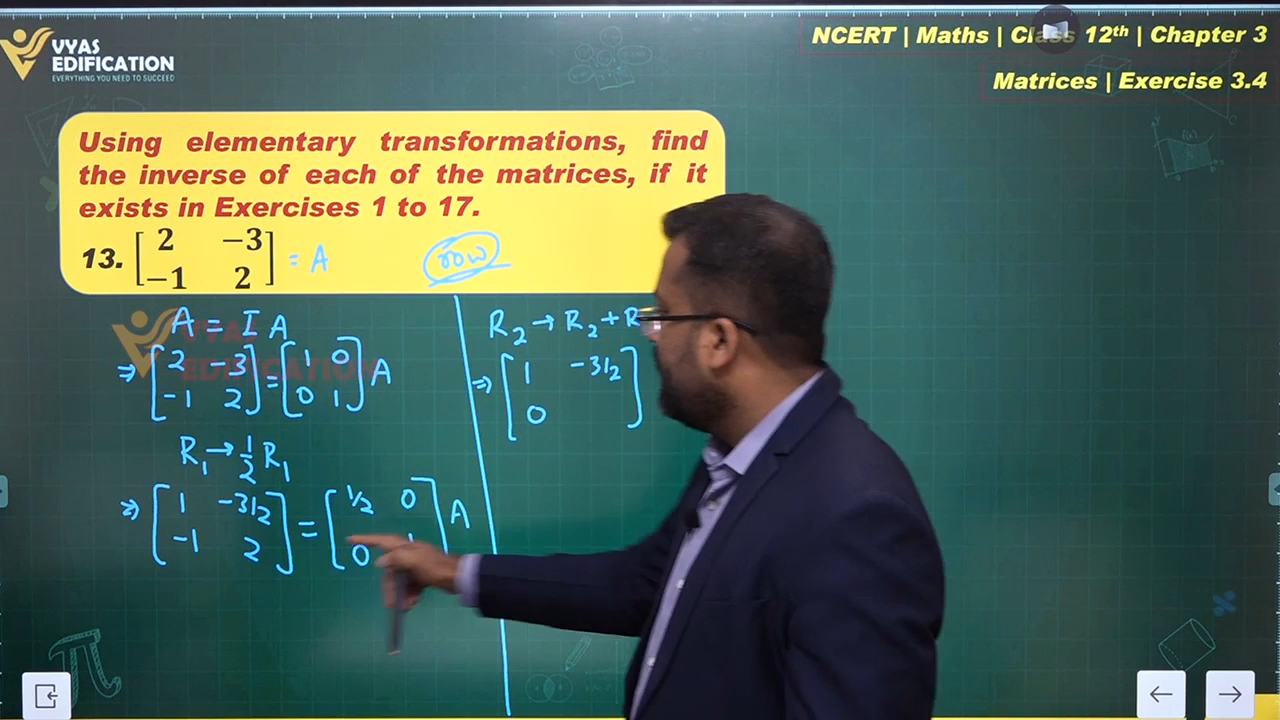 VYAS
EDIFICATION
EVERYTHING YOU NEED TO SUCCEED
NCERT | Maths | Class 12th | Chapter 3
Matrices | Exercise 3.4
Using elementary transformations, find
the inverse of each of the matrices, if it
exists in Exercises 1 to 17.
13. [2 -3
-1 2] = A
row
A = I A
⇒ [2 -3
-1 2] = [1 0
0 1] A
R₁ → 1/2 R₁
⇒ [1 -3/2
-1 2] = [1/2 0
0 1] A
R₂ → R₂ + R
⇒ [1 -3/2
0 ]
VYAS
EDIFICATION